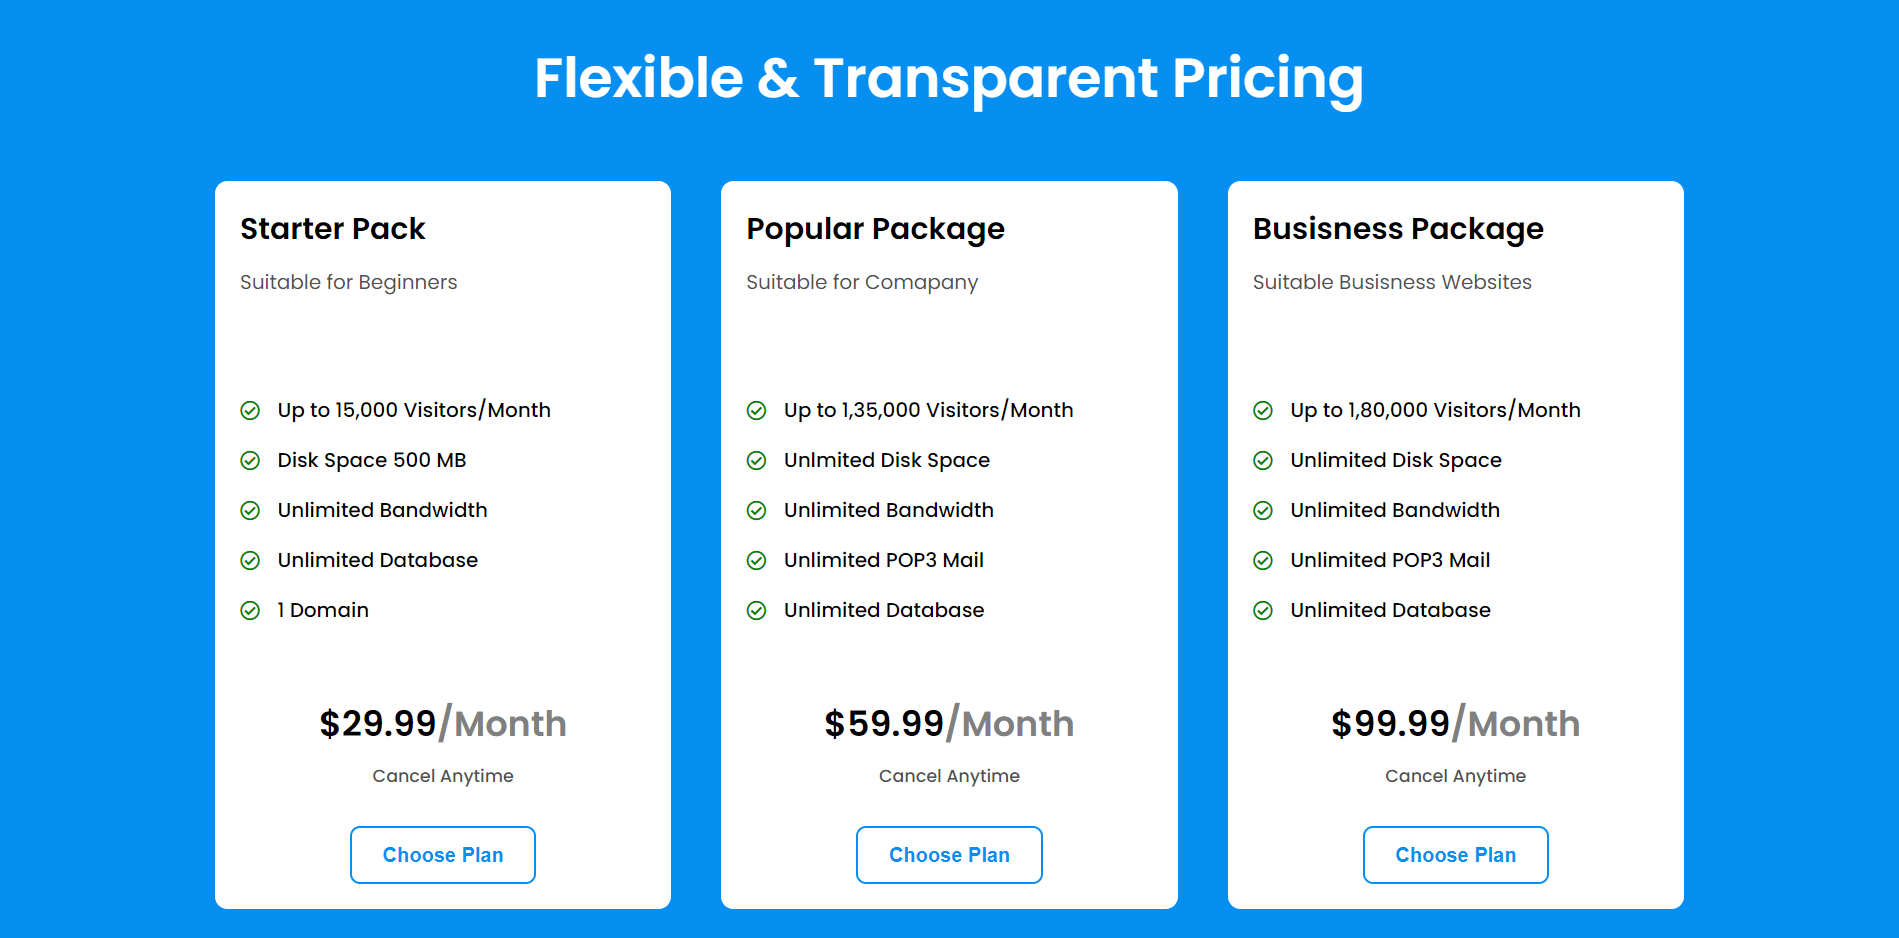 Flexible & Transparent Pricing
Starter Pack
Suitable for Beginners
Up to 15,000 Visitors/Month
Disk Space 500 MB
Unlimited Bandwidth
Unlimited Database
1 Domain
$29.99/Month
Cancel Anytime
Choose Plan
Popular Package
Suitable for Comapany
Up to 1,35,000 Visitors/Month
Unlmited Disk Space
Unlimited Bandwidth
Unlimited POP3 Mail
Unlimited Database
$59.99/Month
Cancel Anytime
Choose Plan
Busisness Package
Suitable Busisness Websites
Up to 1,80,000 Visitors/Month
Unlimited Disk Space
Unlimited Bandwidth
Unlimited POP3 Mail
Unlimited Database
$99.99/Month
Cancel Anytime
Choose Plan